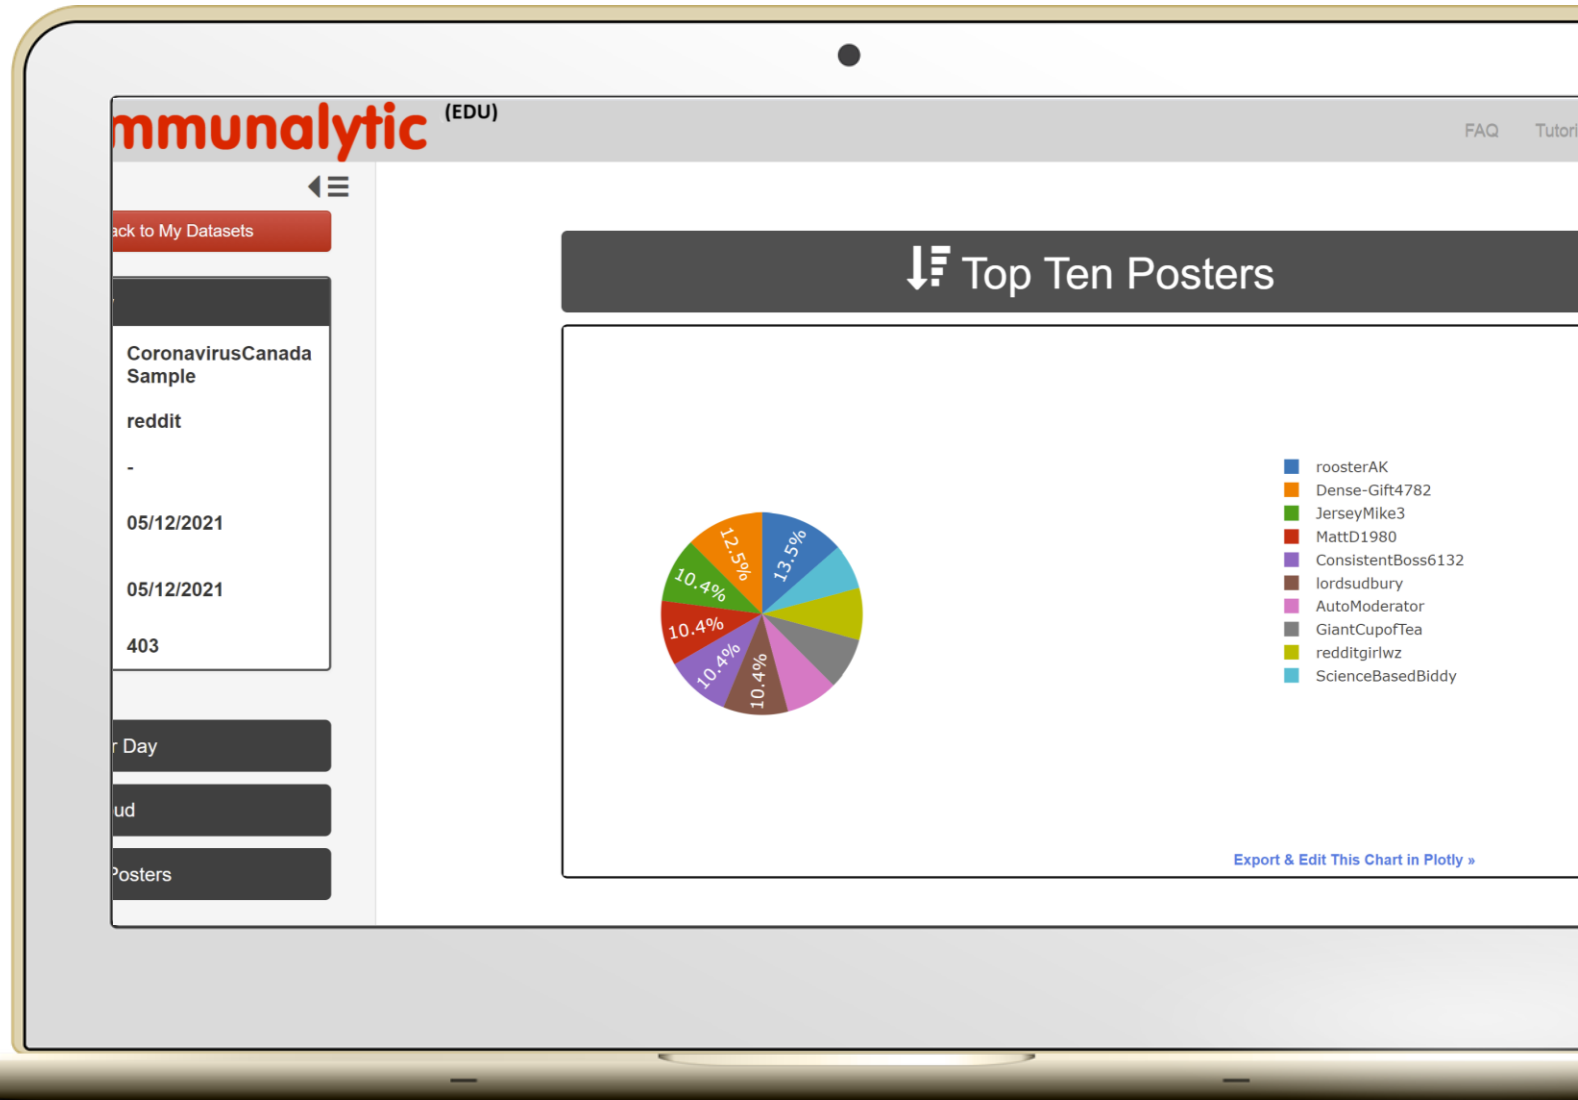 mmunalytic (EDU)
FAQ Tutori
ack to My Datasets
CoronavirusCanada
Sample
reddit
-
05/12/2021
05/12/2021
403
r Day
ud
Posters
Top Ten Posters
13.5%
12.5%
10.4%
10.4%
10.4%
10.4%
roosterAK
Dense-Gift4782
JerseyMike3
MattD1980
ConsistentBoss6132
lordsudbury
AutoModerator
GiantCupofTea
redditgirlwz
ScienceBasedBiddy
Export & Edit This Chart in Plotly »